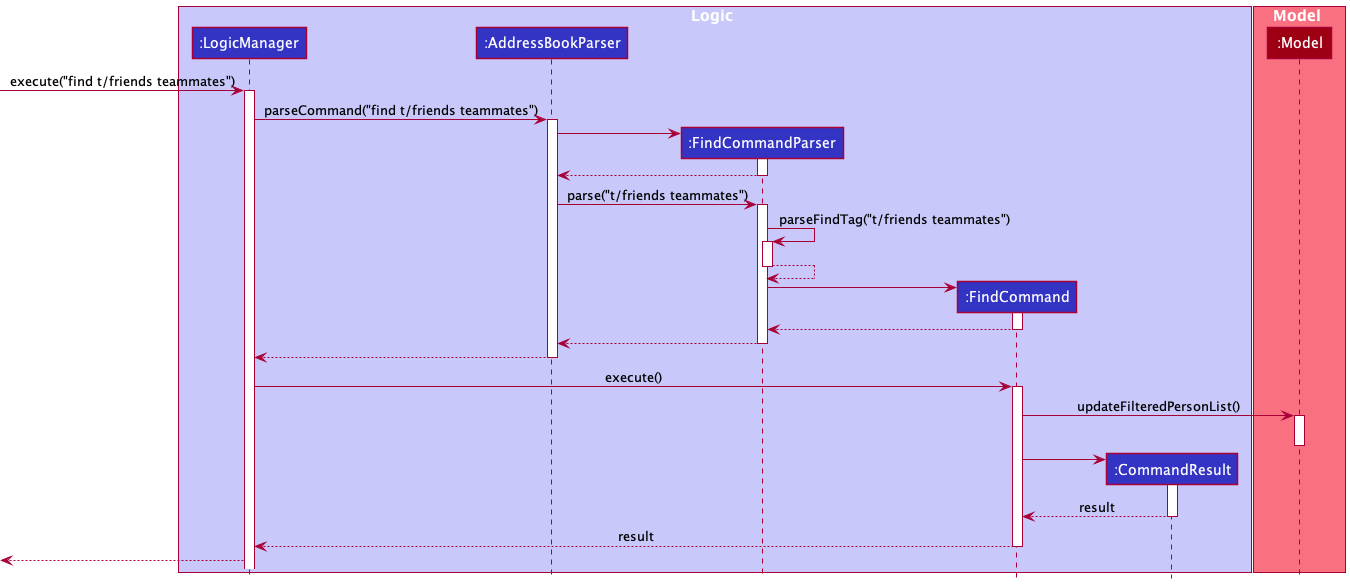 Logic
Model
:LogicManager
:AddressBookParser
:Model
execute("find t/friends teammates")
parseCommand("find t/friends teammates")
:FindCommandParser
parse("t/friends teammates")
parseFindTag("t/friends teammates")
:FindCommand
execute()
updateFilteredPersonList()
:CommandResult
result
result